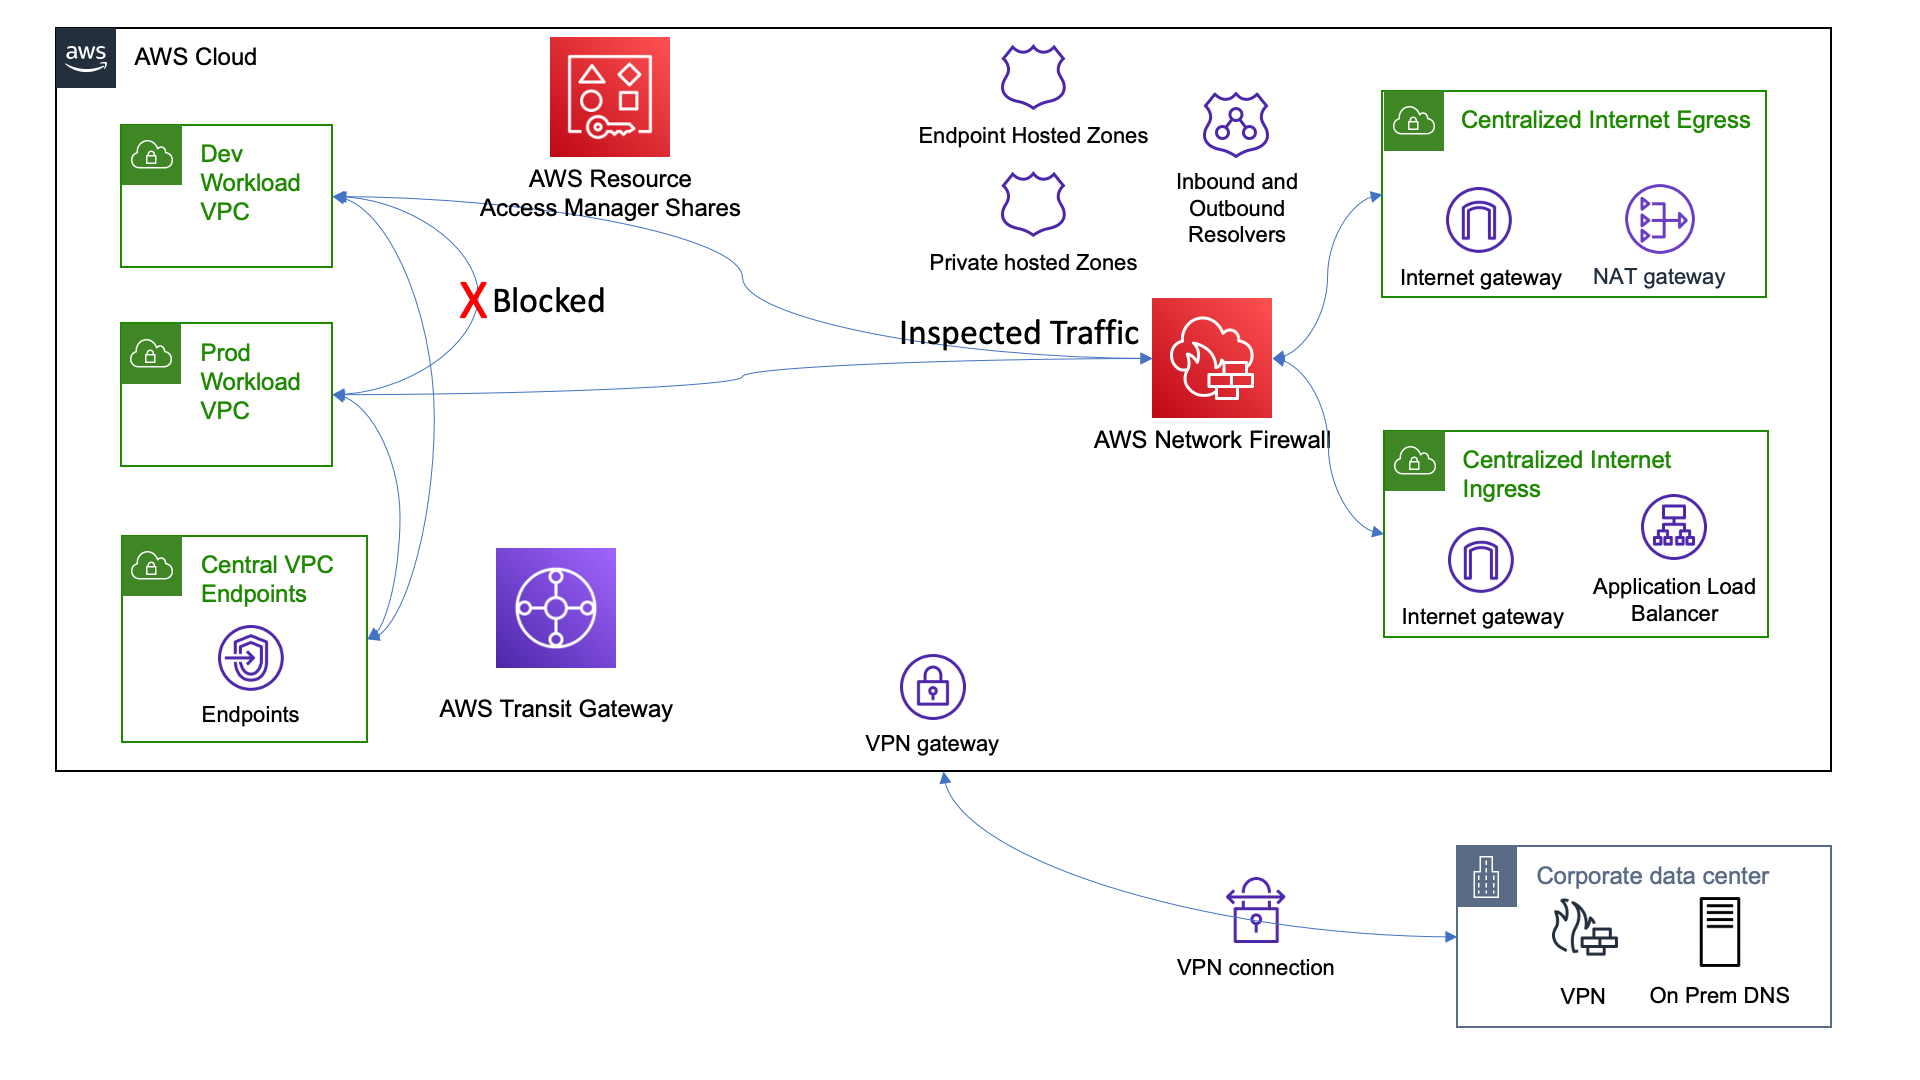 aws
AWS Cloud
AWS Resource
Access Manager Shares
Endpoint Hosted Zones
Private hosted Zones
Inbound and
Outbound
Resolvers
Centralized Internet Egress
Internet gateway
NAT gateway
Dev
Workload
VPC
X Blocked
Inspected Traffic
Prod
Workload
VPC
AWS Network Firewall
Centralized Internet
Ingress
Internet gateway
Application Load
Balancer
Central VPC
Endpoints
Endpoints
AWS Transit Gateway
VPN gateway
VPN connection
Corporate data center
VPN
On Prem DNS